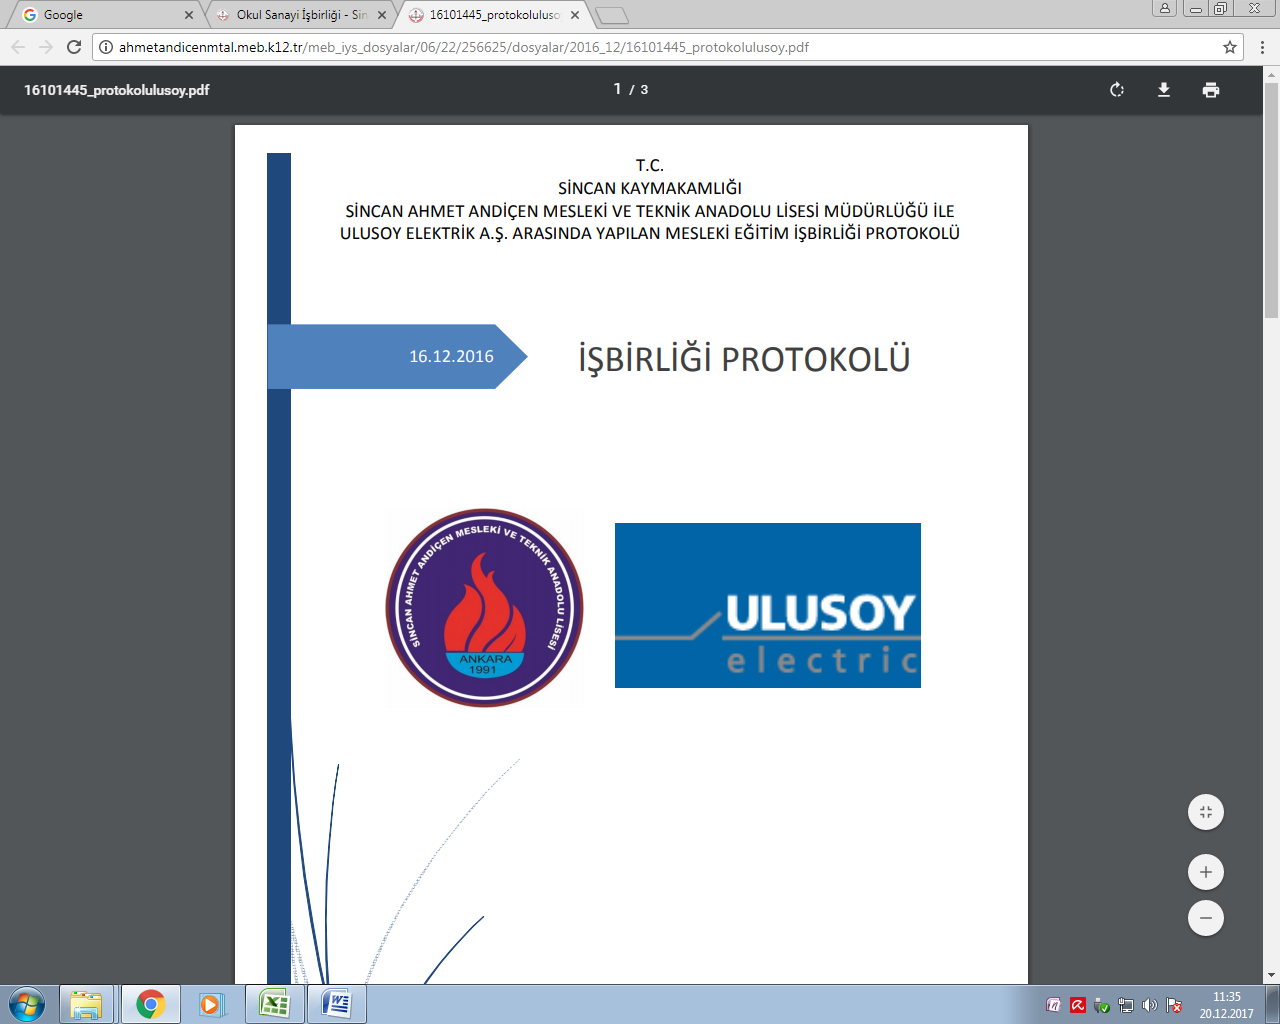 Google
Okul Sanayi İşbirliği - Sin
16101445_protokolulusoy
ahmetandicenmtal.meb.k12.tr/meb_iys_dosyalar/06/22/256625/dosyalar/2016_12/16101445_protokolulusoy.pdf
16101445_protokolulusoy.pdf
1 / 3
T.C.
SİNCAN KAYMAKAMLIĞI
SİNCAN AHMET ANDİÇEN MESLEKİ VE TEKNİK ANADOLU LİSESİ MÜDÜRLÜĞÜ İLE
ULUSOY ELEKTRİK A.Ş. ARASINDA YAPILAN MESLEKİ EĞİTİM İŞBİRLİĞİ PROTOKOLÜ
16.12.2016
İŞBİRLİĞİ PROTOKOLÜ
SİNCAN AHMET ANDİÇEN MESLEKİ VE TEKNİK ANADOLU LİSESİ
ANKARA
1991
ULUSOY
electric
11:35
20.12.2017